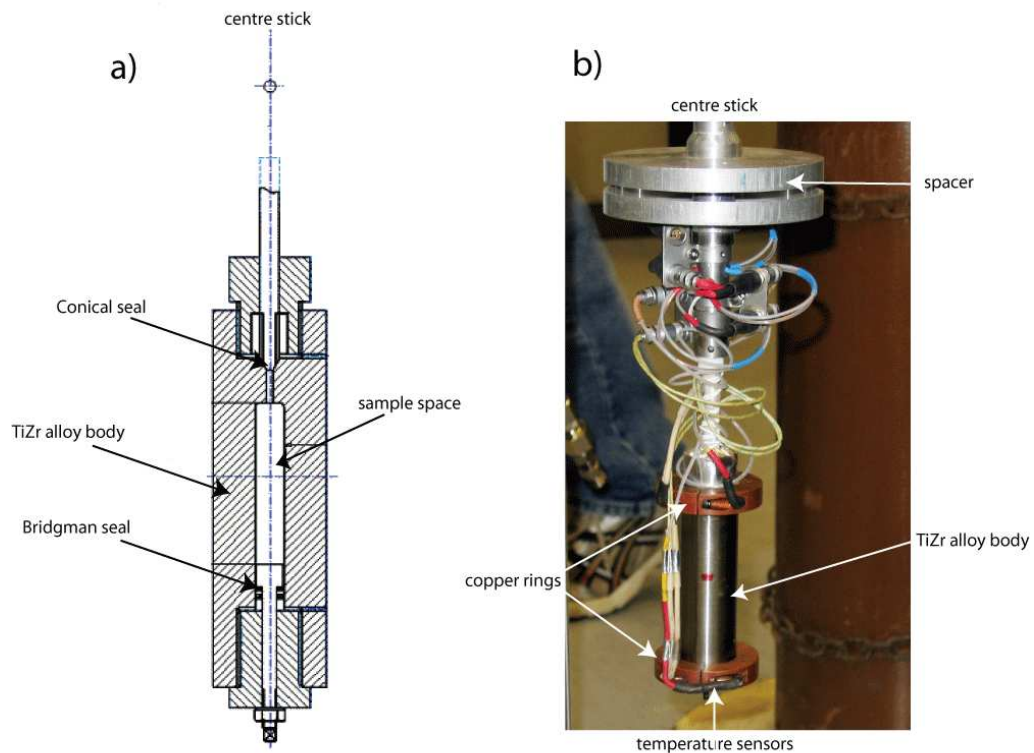 centre stick
a)
Conical seal
sample space
TiZr alloy body
Bridgman seal
b)
centre stick
spacer
TiZr alloy body
copper rings
temperature sensors